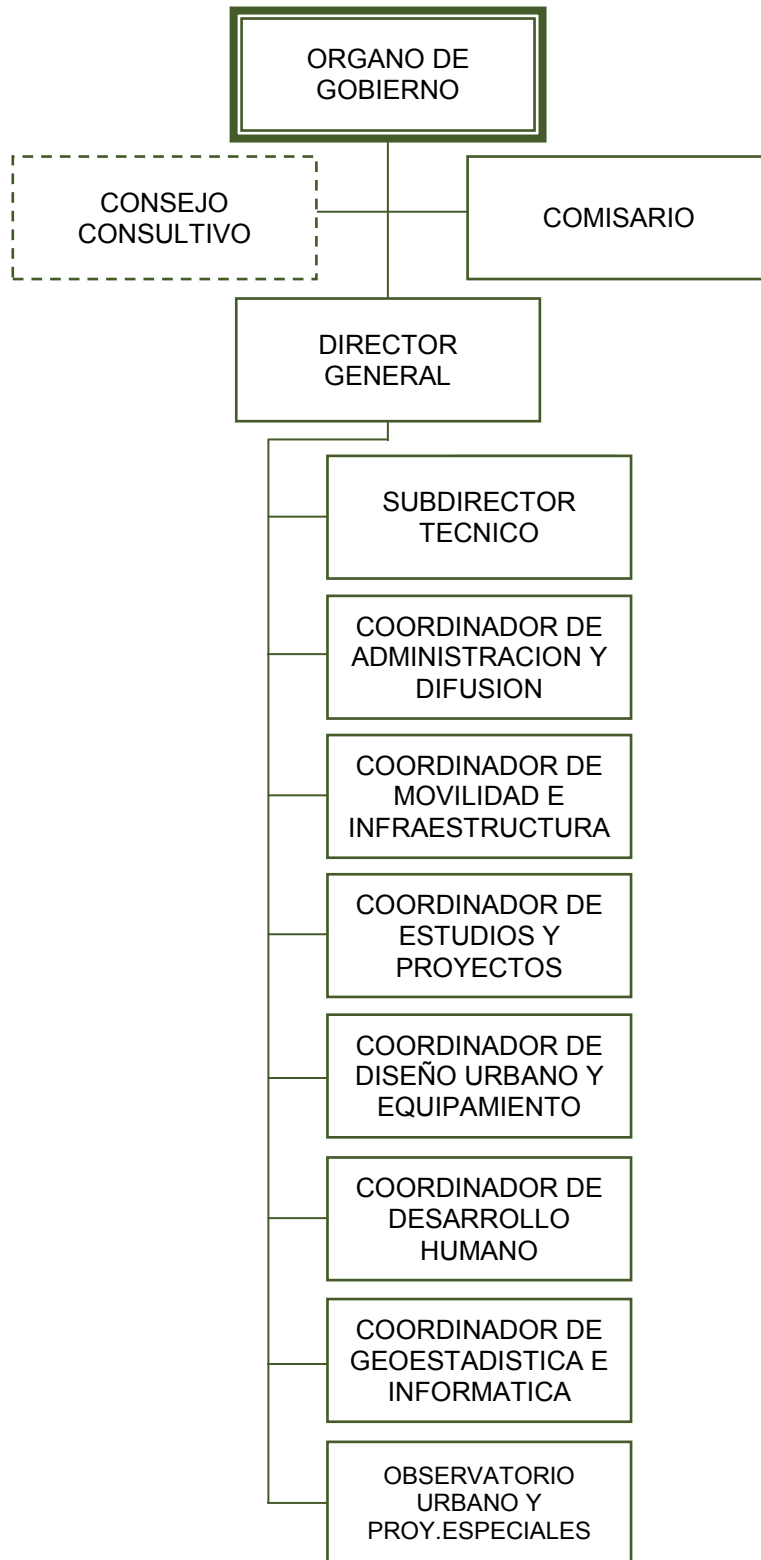 ORGANO DE
GOBIERNO
CONSEJO
CONSULTIVO
COMISARIO
DIRECTOR
GENERAL
SUBDIRECTOR
TECNICO
COORDINADOR DE
ADMINISTRACION Y
DIFUSION
COORDINADOR DE
MOVILIDAD E
INFRAESTRUCTURA
COORDINADOR DE
ESTUDIOS Y
PROYECTOS
COORDINADOR DE
DISEÑO URBANO Y
EQUIPAMIENTO
COORDINADOR DE
DESARROLLO
HUMANO
COORDINADOR DE
GEOESTADISTICA E
INFORMATICA
OBSERVATORIO
URBANO Y
PROY.ESPECIALES